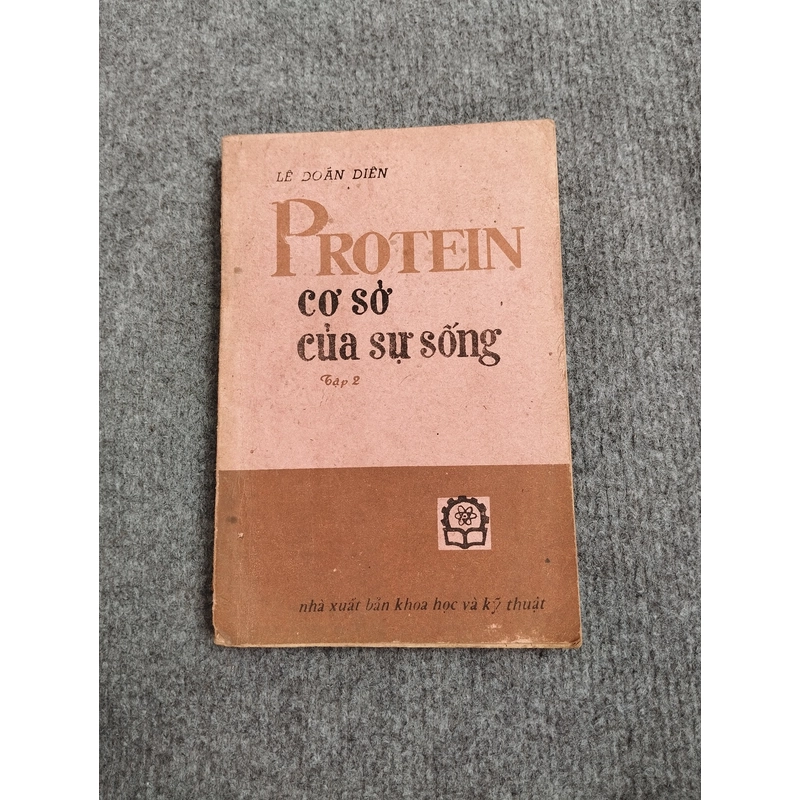 LÊ DOÃN DIÊN
PROTEIN
cơ sở
của sự sống
Tập 2
nhà xuất bản khoa học và kỹ thuật